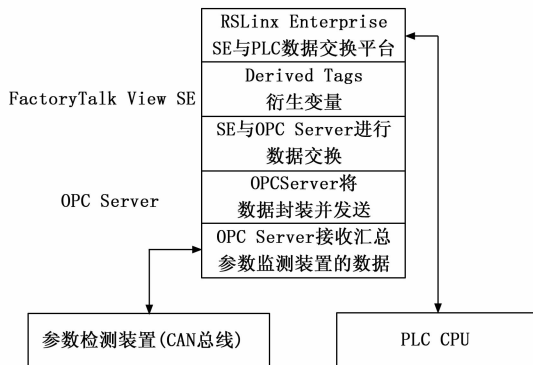 RSLinx Enterprise
SE与PLC数据交换平台
Derived Tags
衍生变量
FactoryTalk View SE
SE与OPC Server进行
数据交换
OPCServer将
数据封装并发送
OPC Server
OPC Server接收汇总
参数监测装置的数据
参数检测装置(CAN总线)
PLC CPU